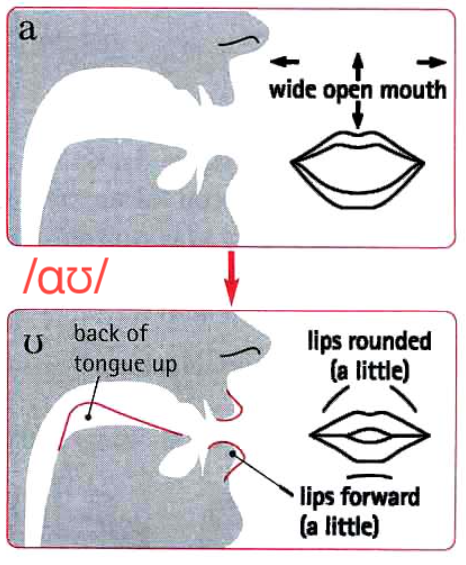 a
wide open mouth
/ɑʊ/
ʊ
back of
tongue up
lips rounded
(a little)
lips forward
(a little)